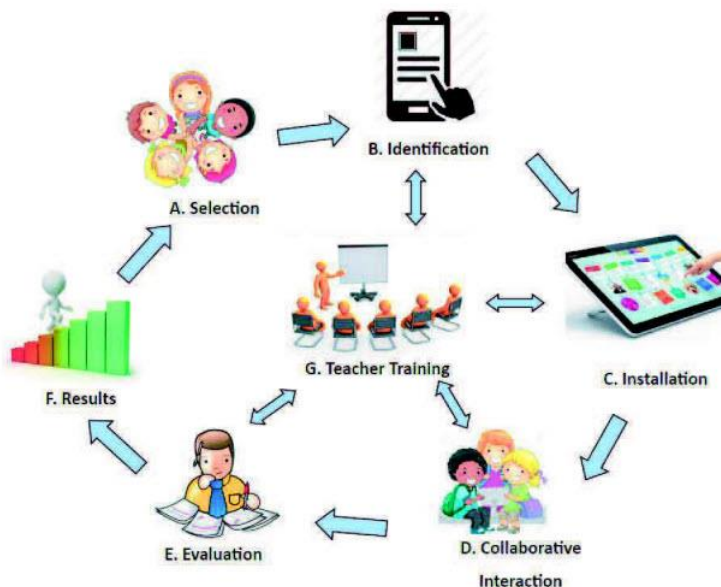 A. Selection
B. Identification
G. Teacher Training
C. Installation
F. Results
E. Evaluation
D. Collaborative
Interaction